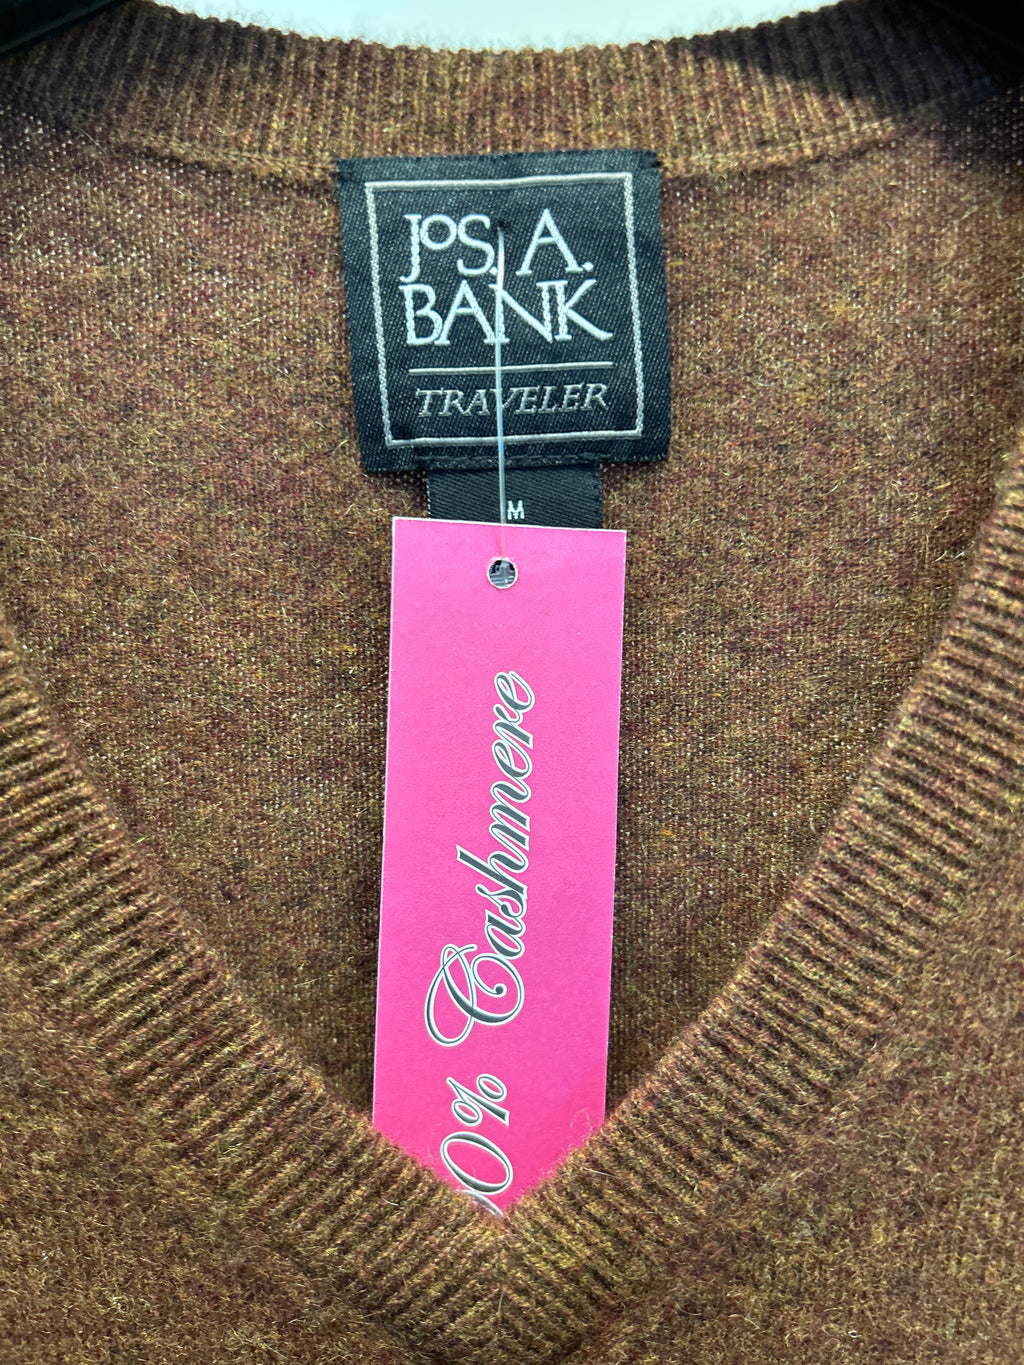 JOS. A.
BANK
TRAVELER
M
0% Cashmere